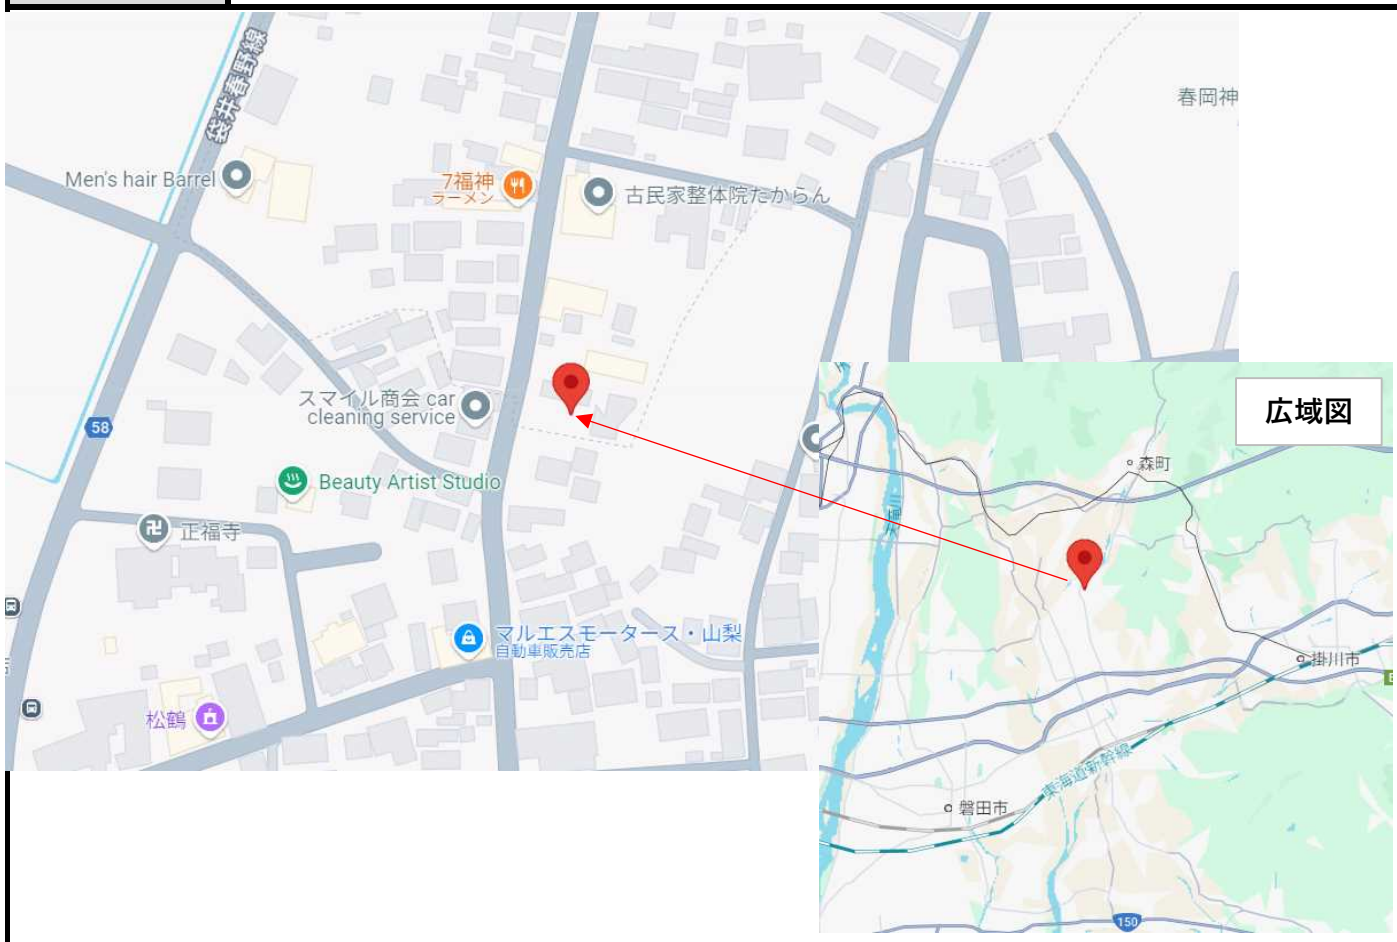 袋井春野線
春岡神
Men's hair Barrel
7福神
ラーメン
古民家整体院たからん
スマイル商会 car
cleaning service
58
Beauty Artist Studio
正福寺
マルエスモータース・山梨
自動車販売店
松鶴
広域図
森町
天竜川
掛川市
東海道新幹線
磐田市
150